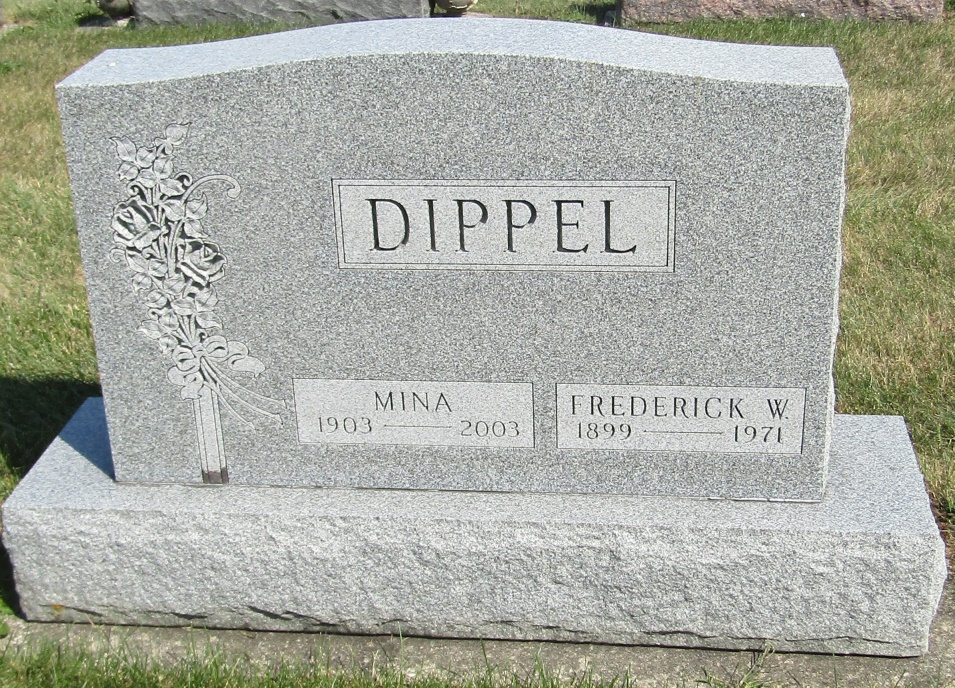 DIPPEL
MINA
1903 — 2003
FREDERICK W.
1899 — 1971